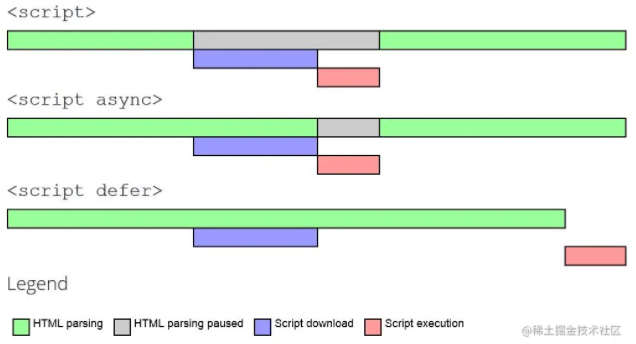 <script>
<script async>
<script defer>
Legend
HTML parsing HTML parsing paused Script download Script execution
@稀土掘金技术社区